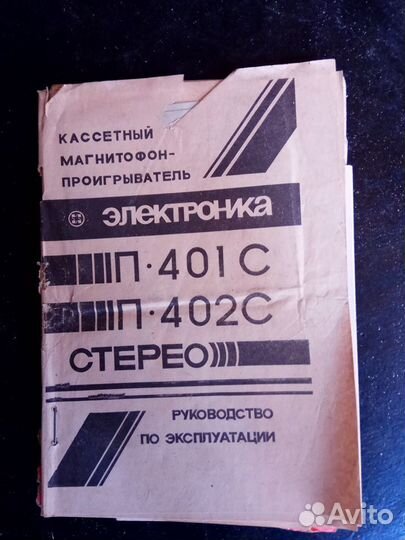 КАССЕТНЫЙ
МАГНИТОФОН-
ПРОИГРЫВАТЕЛЬ
электроника
П·401С
П·402С
СТЕРЕО
РУКОВОДСТВО
ПО ЭКСПЛУАТАЦИИ
Avito